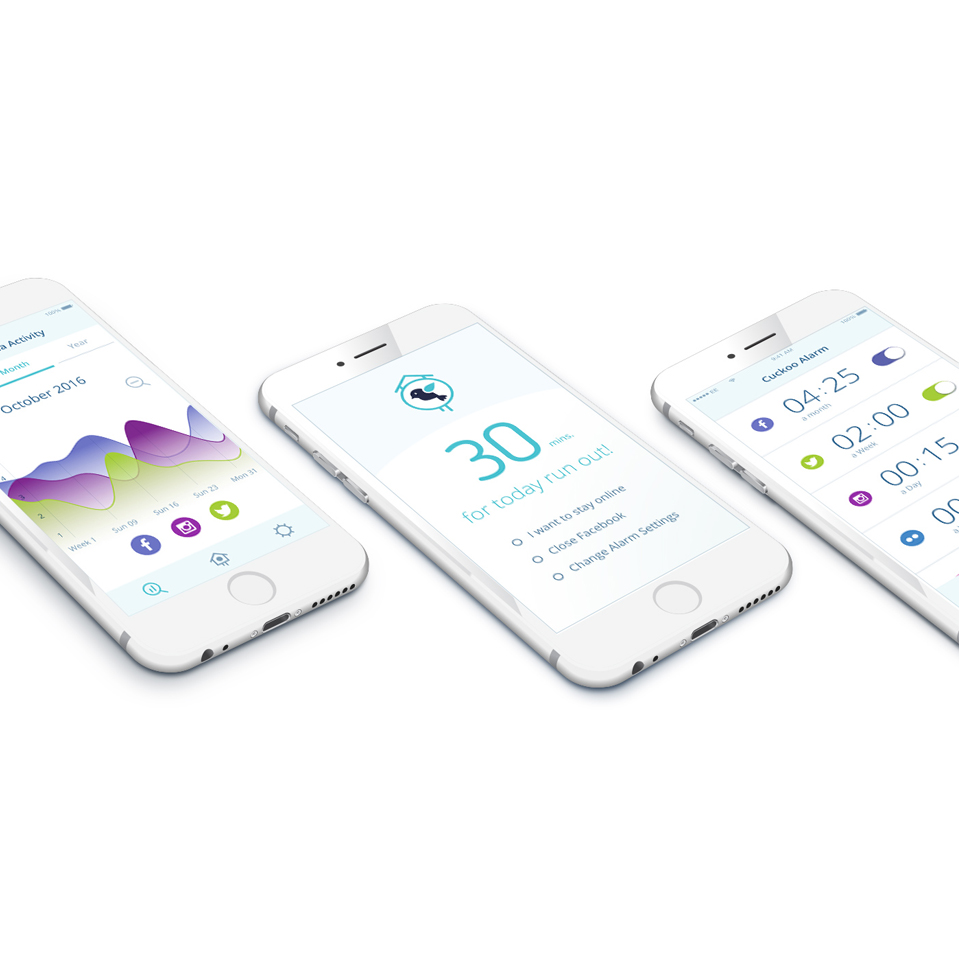 100%
a Activity
Month
Year
October 2016
4
3
2
1
Week 1
Sun 09
Sun 16
Sun 23
Mon 31
30 mins.
for today run out!
I want to stay online
Close Facebook
Change Alarm Settings
EE
9:41 AM
100%
Cuckoo Alarm
04:25
a month
02:00
a Week
00:15
a Day
00